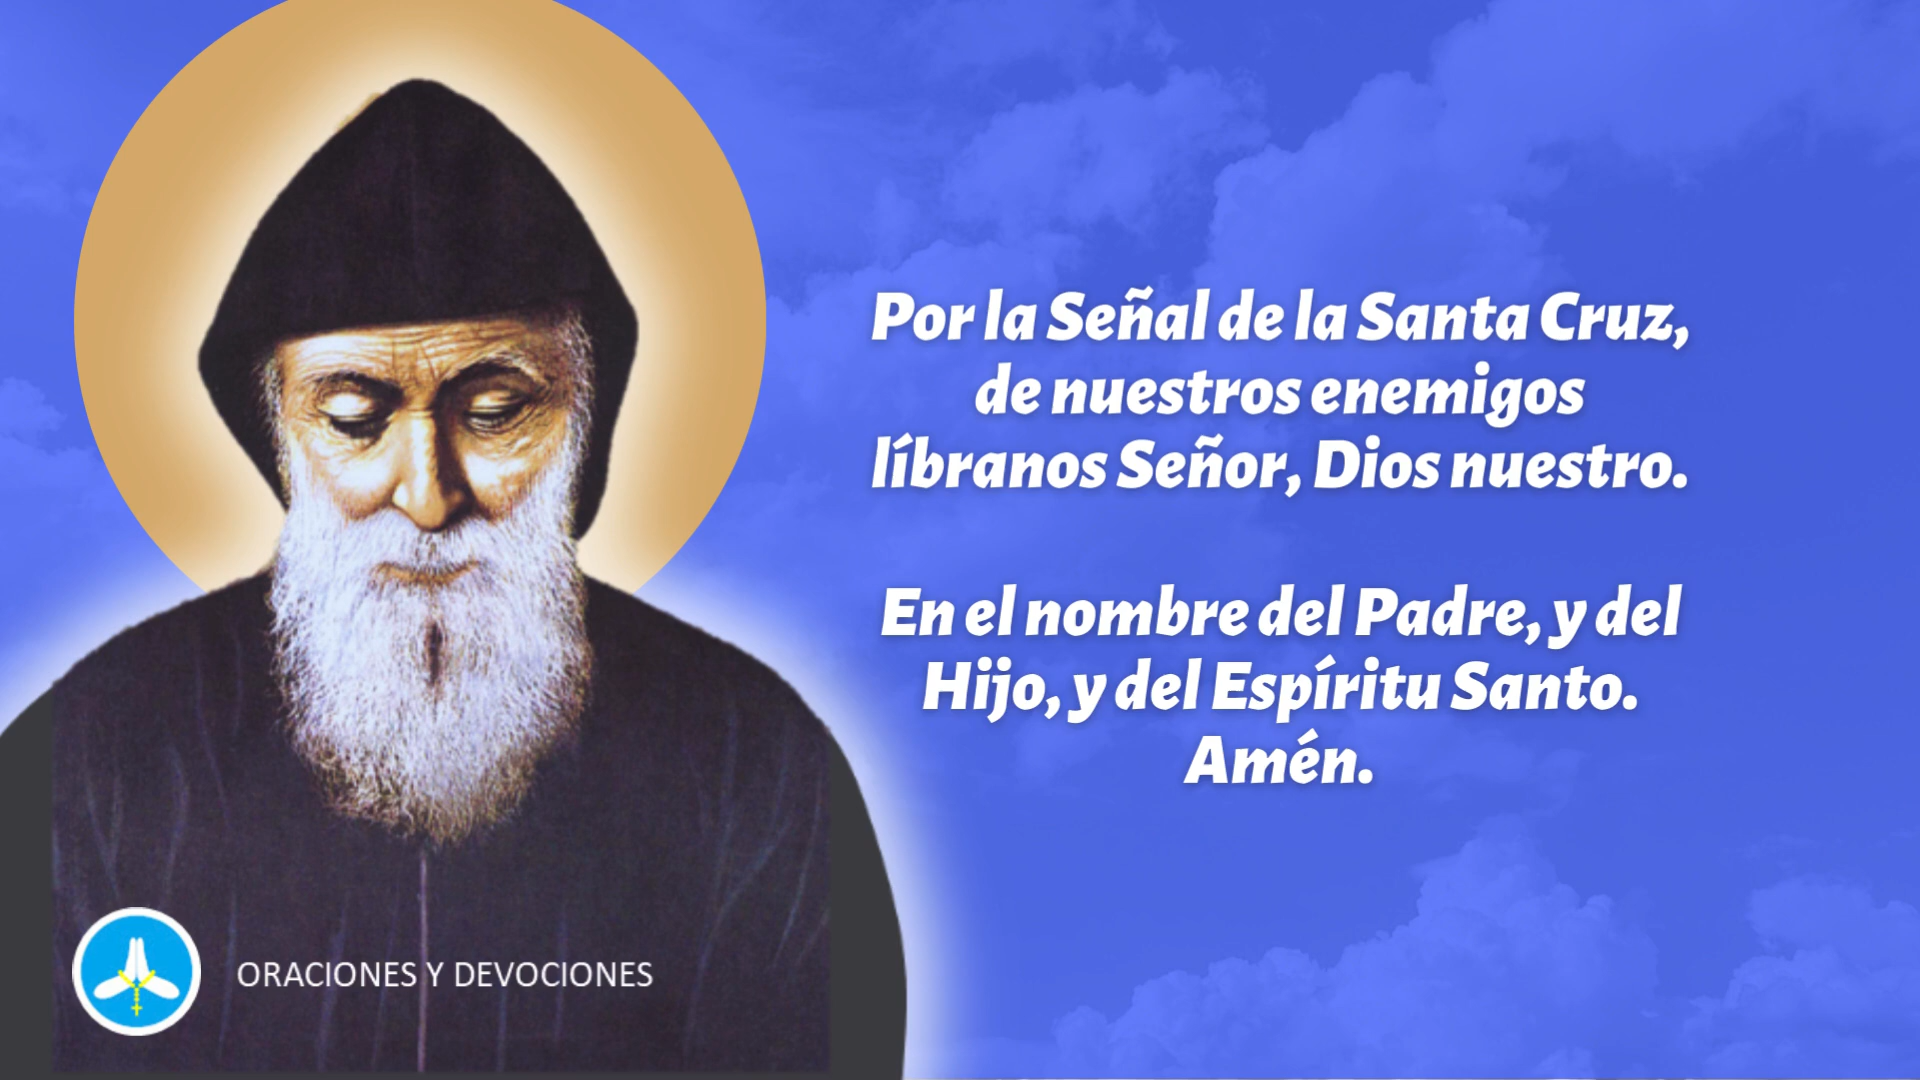 Por la Señal de la Santa Cruz,
de nuestros enemigos
líbranos Señor, Dios nuestro.
En el nombre del Padre, y del
Hijo, y del Espíritu Santo.
Amén.
ORACIONES Y DEVOCIONES